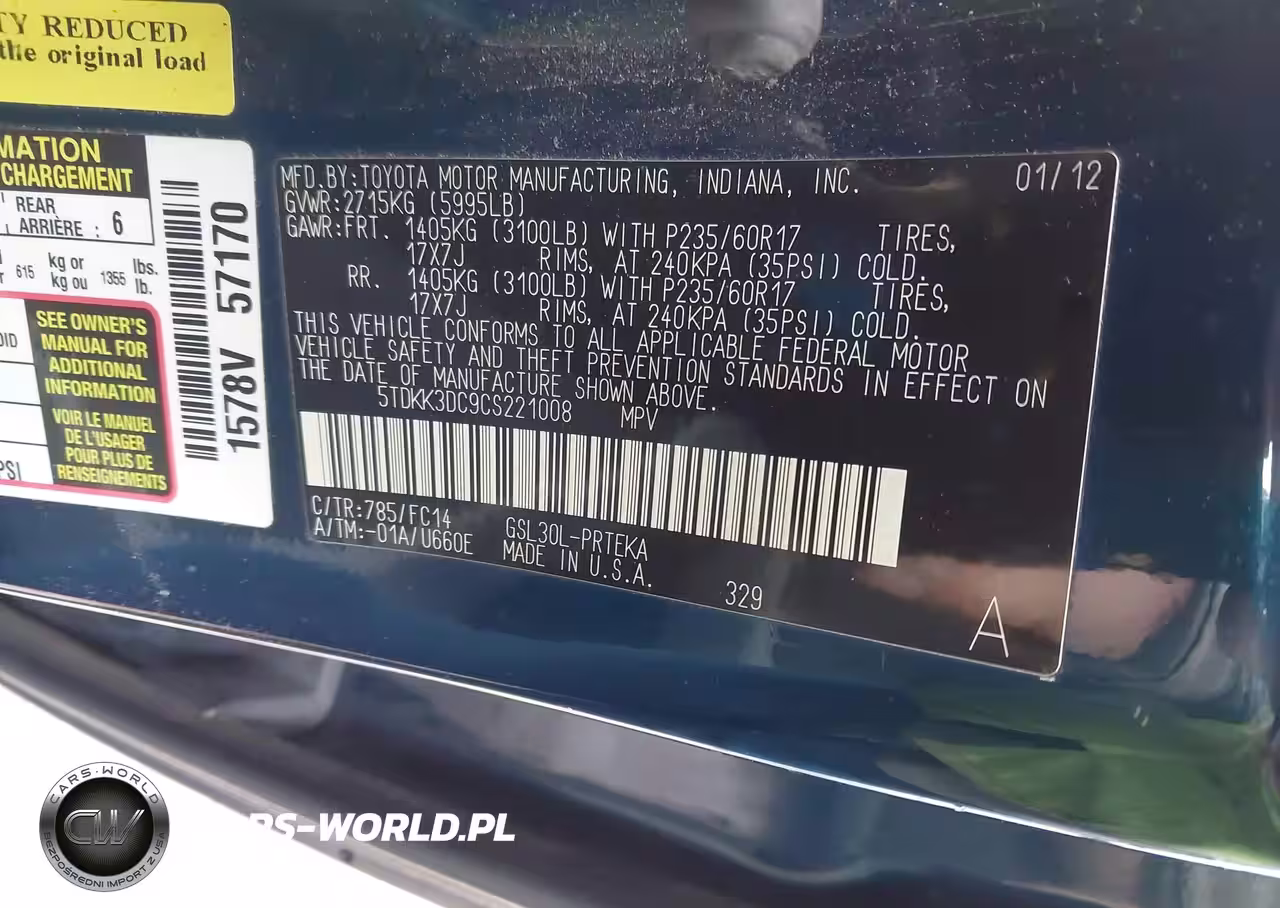 TY REDUCED
the original load
MATION
CHARGEMENT
REAR
ARRIÈRE : 6
615 kg or
kg ou 1355 lbs.
lb.
SEE OWNER'S
MANUAL FOR
ADDITIONAL
INFORMATION
VOIR LE MANUEL
DE L'USAGER
POUR PLUS DE
RENSEIGNEMENTS
PSI
1578V 57170
MFD.BY:TOYOTA MOTOR MANUFACTURING, INDIANA, INC. 01/12
GVWR:2715KG (5995LB)
GAWR:FRT. 1405KG (3100LB) WITH P235/60R17 TIRES,
17X7J RIMS, AT 240KPA (35PSI) COLD.
RR. 1405KG (3100LB) WITH P235/60R17 TIRES,
17X7J RIMS, AT 240KPA (35PSI) COLD.
THIS VEHICLE CONFORMS TO ALL APPLICABLE FEDERAL MOTOR
VEHICLE SAFETY AND THEFT PREVENTION STANDARDS IN EFFECT ON
THE DATE OF MANUFACTURE SHOWN ABOVE.
5TDKK3DC9CS221008 MPV
C/TR:785/FC14
A/TM:-01A/U660E
GSL30L-PRTEKA
MADE IN U.S.A.
329
A
CARS-WORLD
CW
BEZPOŚREDNI IMPORT Z USA
RS-WORLD.PL